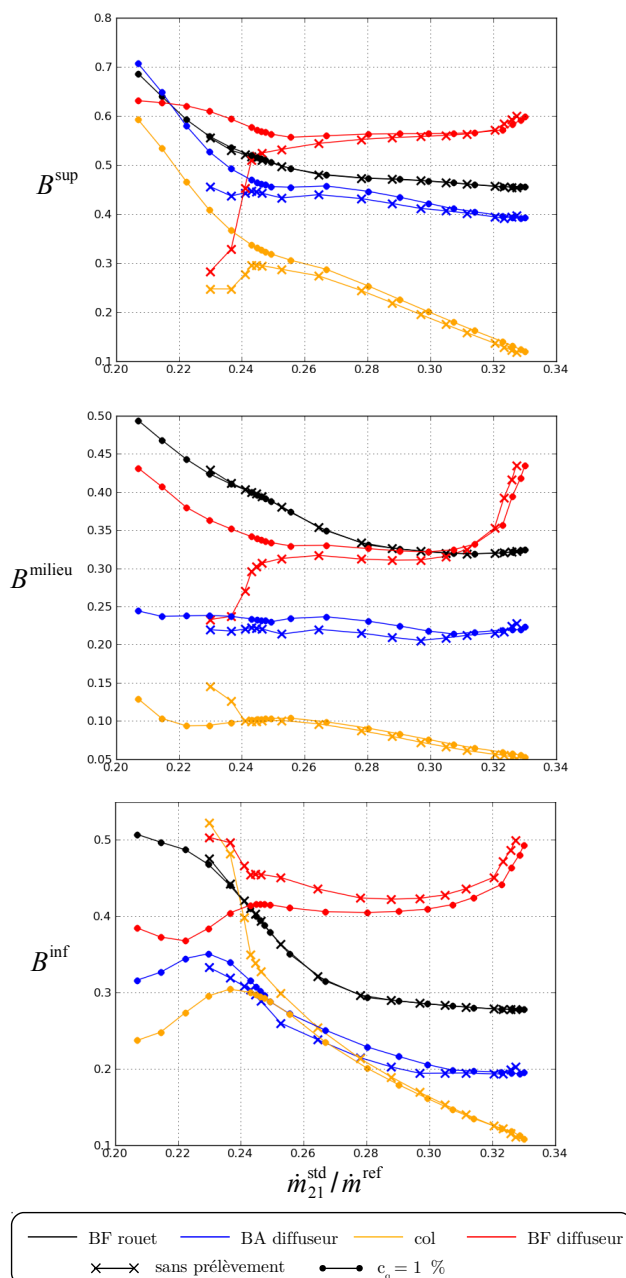 0.8
0.7
0.6
0.5
0.4
0.3
0.2
0.1
B^sup
0.20 0.22 0.24 0.26 0.28 0.30 0.32 0.34
0.50
0.45
0.40
0.35
0.30
0.25
0.20
0.15
0.10
0.05
B^milieu
0.20 0.22 0.24 0.26 0.28 0.30 0.32 0.34
0.5
0.4
0.3
0.2
0.1
B^inf
0.20 0.22 0.24 0.26 0.28 0.30 0.32 0.34
ṁ_21^std / ṁ^ref
BF rouet BA diffuseur col BF diffuseur
sans prélèvement c_q = 1 %